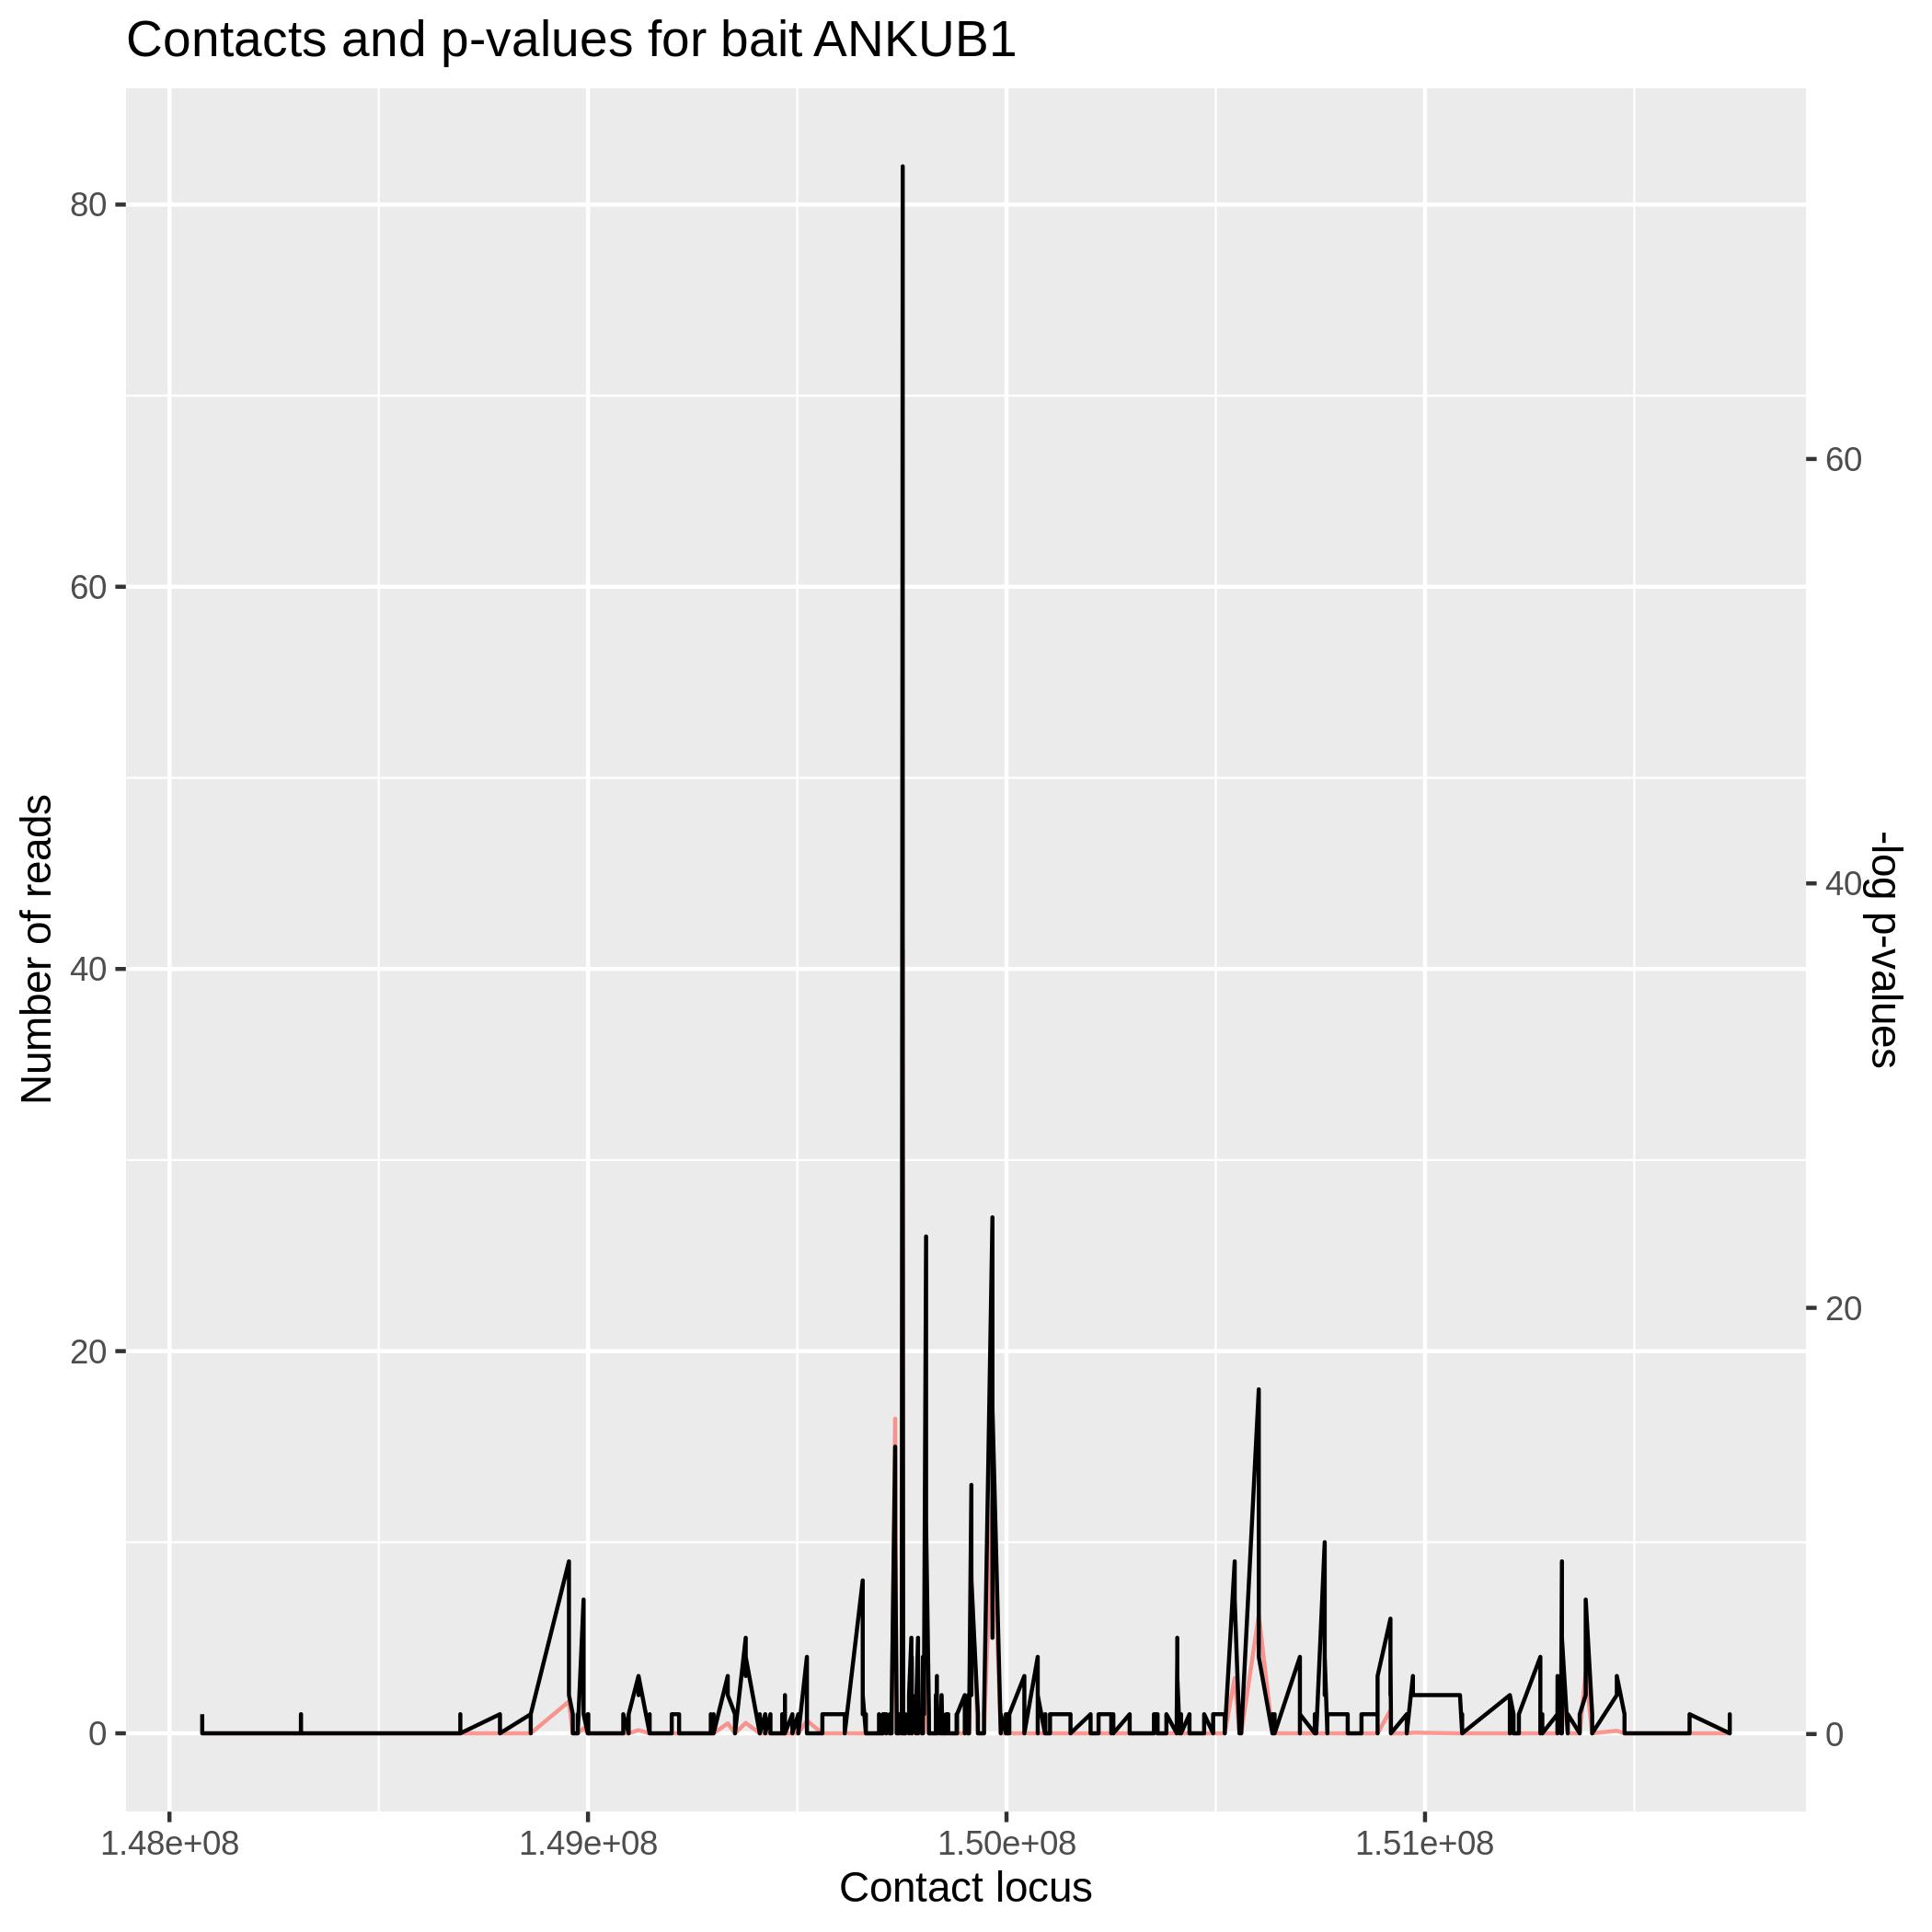 Contacts and p-values for bait ANKUB1
80
60
40
20
0
Number of reads
60
40
20
0
-log p-values
1.48e+08
1.49e+08
1.50e+08
1.51e+08
Contact locus